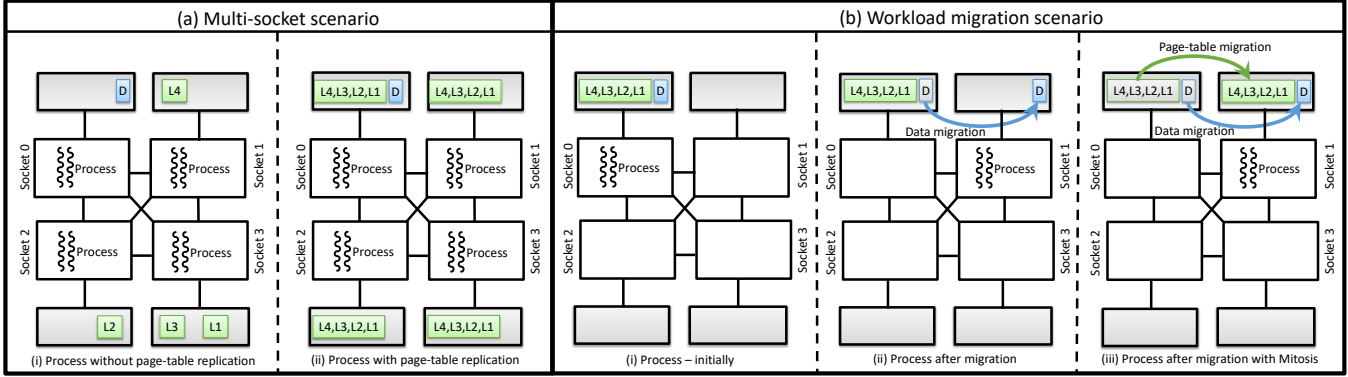 (a) Multi-socket scenario
D
L4
Socket 0
Process
Process
Socket 1
Socket 2
Process
Process
Socket 3
L2
L3
L1
(i) Process without page-table replication
L4,L3,L2,L1
D
L4,L3,L2,L1
Socket 0
Process
Process
Socket 1
Socket 2
Process
Process
Socket 3
L4,L3,L2,L1
L4,L3,L2,L1
(ii) Process with page-table replication
(b) Workload migration scenario
L4,L3,L2,L1
D
Socket 0
Process
Socket 1
Socket 2
Socket 3
(i) Process – initially
L4,L3,L2,L1
D
D
Data migration
Socket 0
Process
Socket 1
Socket 2
Socket 3
(ii) Process after migration
Page-table migration
L4,L3,L2,L1
D
L4,L3,L2,L1
D
Data migration
Socket 0
Process
Socket 1
Socket 2
Socket 3
(iii) Process after migration with Mitosis